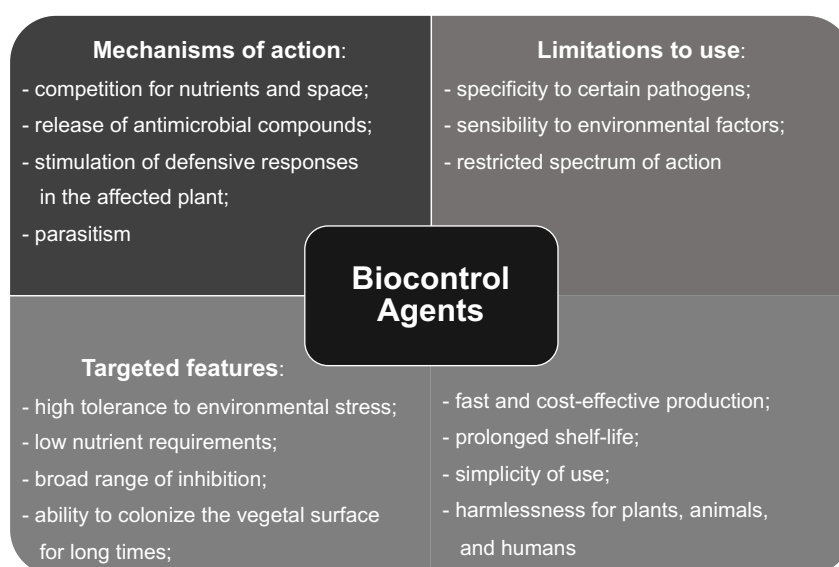 Mechanisms of action:
- competition for nutrients and space;
- release of antimicrobial compounds;
- stimulation of defensive responses
in the affected plant;
- parasitism
Limitations to use:
- specificity to certain pathogens;
- sensibility to environmental factors;
- restricted spectrum of action
Biocontrol
Agents
Targeted features:
- high tolerance to environmental stress;
- low nutrient requirements;
- broad range of inhibition;
- ability to colonize the vegetal surface
for long times;
- fast and cost-effective production;
- prolonged shelf-life;
- simplicity of use;
- harmlessness for plants, animals,
and humans